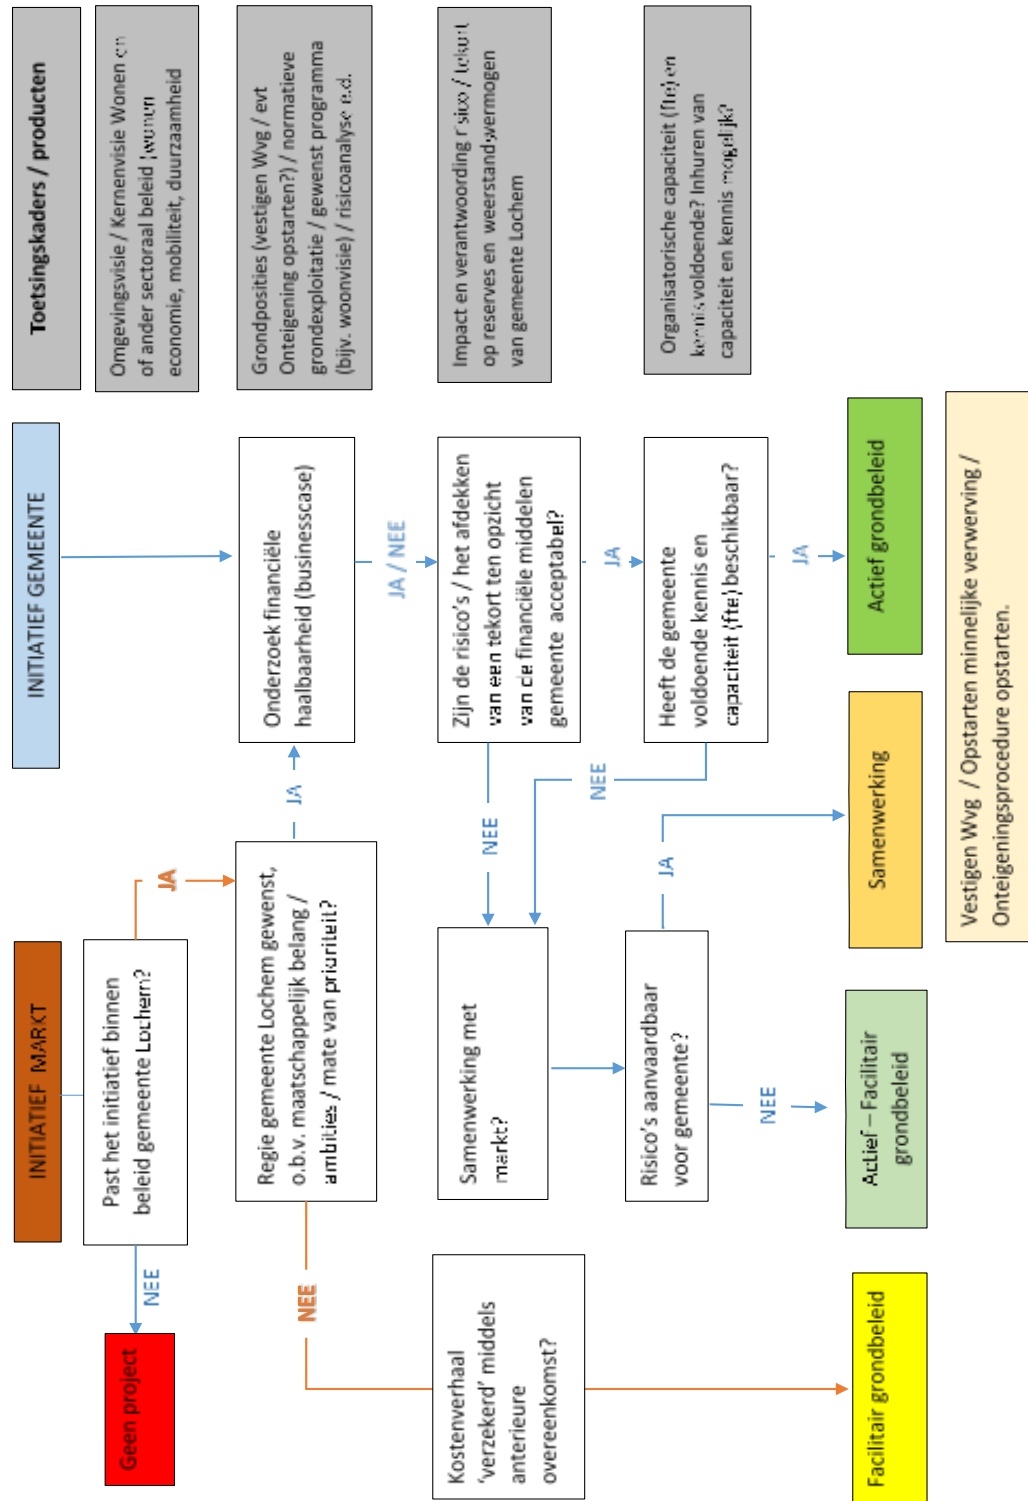 INITIATIEF MARKT
INITIATIEF GEMEENTE
Toetsingskaders / producten
Geen project
NEE
Past het initiatief binnen
beleid gemeente Lochem?
JA
Omgevingsvisie / Kernenvisie Wonen en
of ander sectoraal beleid (wonen
economie, mobiliteit, duurzaamheid
NEE
Regie gemeente Lochem gewenst,
o.b.v. maatschappelijk belang /
ambities / mate van prioriteit?
JA
Onderzoek financiële
haalbaarheid (businesscase)
JA / NEE
Grondposities (vestigen Wvg / evt
Onteigening opstarten?) / normatieve
grondexploitatie / gewenst programma
(bijv. woonvisie) / risicoanalyse e.d.
Kostenverhaal
'verzekerd' middels
anterieure
overeenkomst?
Samenwerking met
markt?
NEE
Zijn de risico's / het afdekken
van een tekort ten opzicht
van de financiële middelen
gemeente acceptabel?
JA
Impact en verantwoording risico / tekort
op reserves en weerstandsvermogen
van gemeente Lochem
NEE
Risico's aanvaardbaar
voor gemeente?
JA
NEE
Heeft de gemeente
voldoende kennis en
capaciteit (fte) beschikbaar?
JA
Organisatorische capaciteit (fte) en
kennis voldoende? Inhuren van
capaciteit en kennis mogelijk?
Facilitair grondbeleid
Actief – Facilitair
grondbeleid
Samenwerking
Actief grondbeleid
Vestigen Wvg / Opstarten minnelijke verwerving /
Onteigeningsprocedure opstarten.